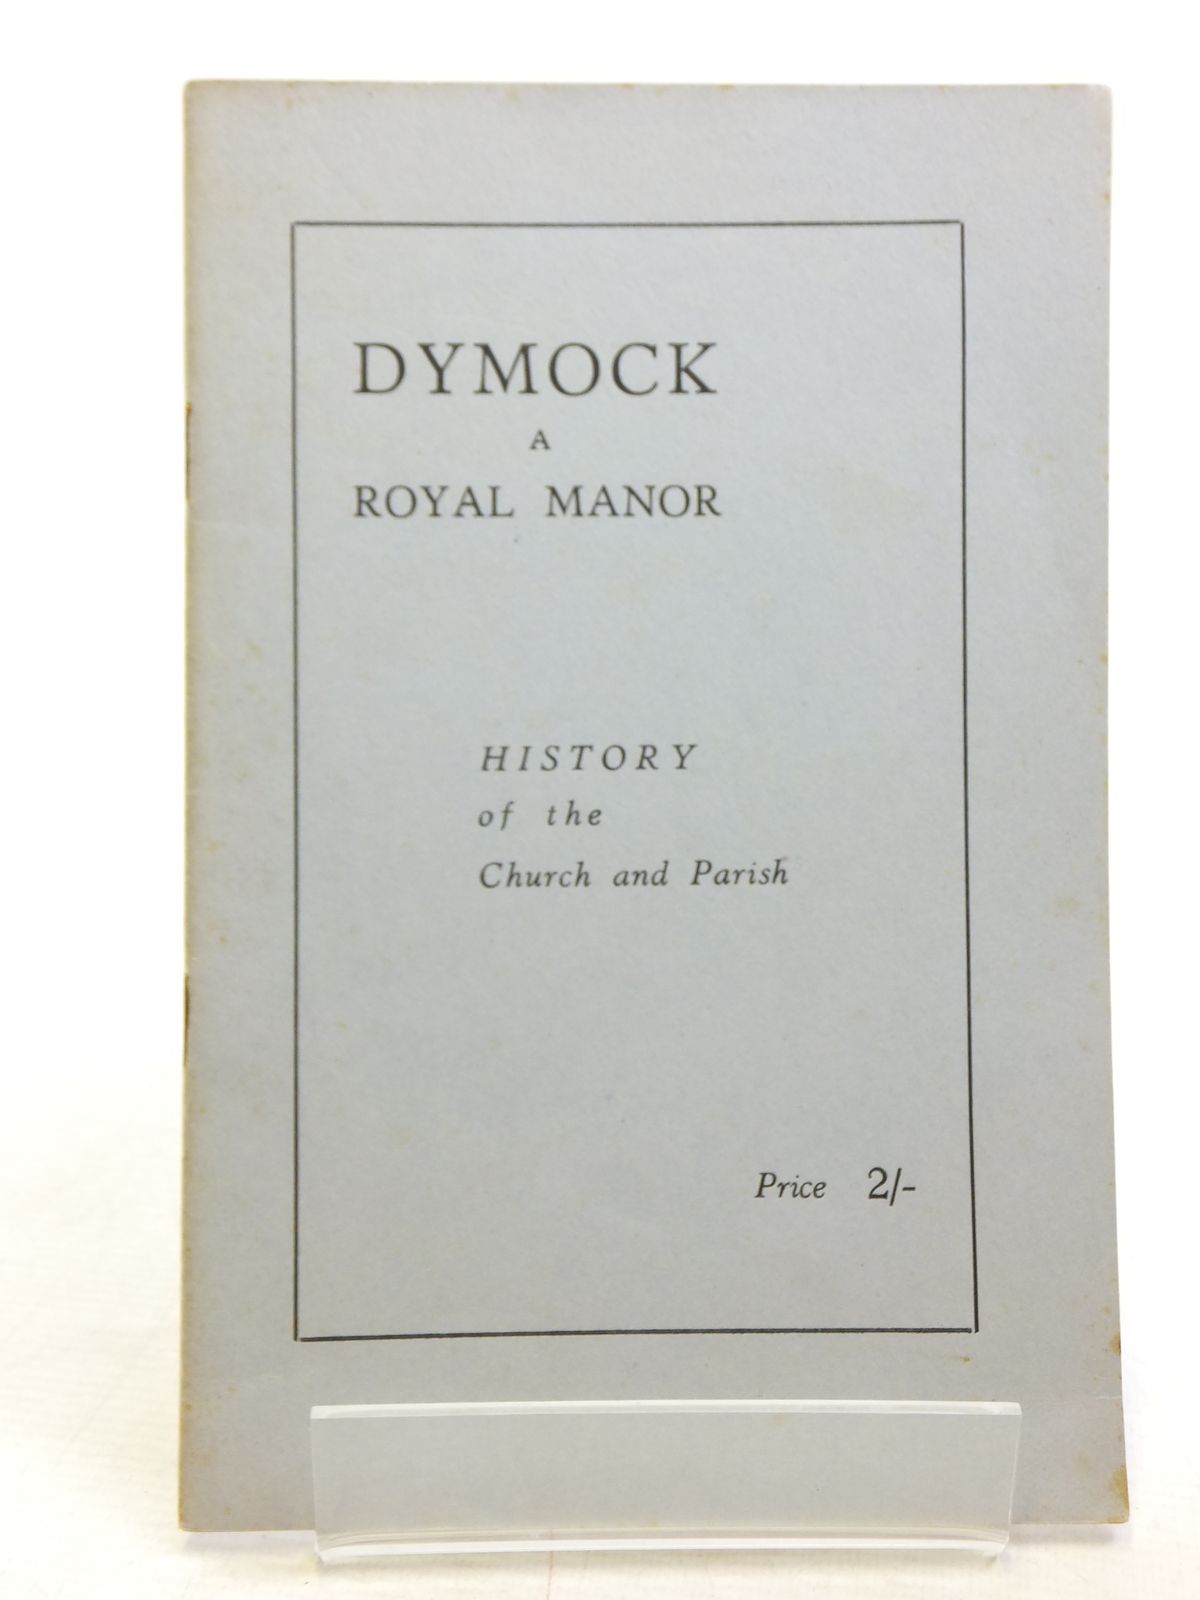 DYMOCK
A
ROYAL MANOR
HISTORY
of the
Church and Parish
Price 2/-